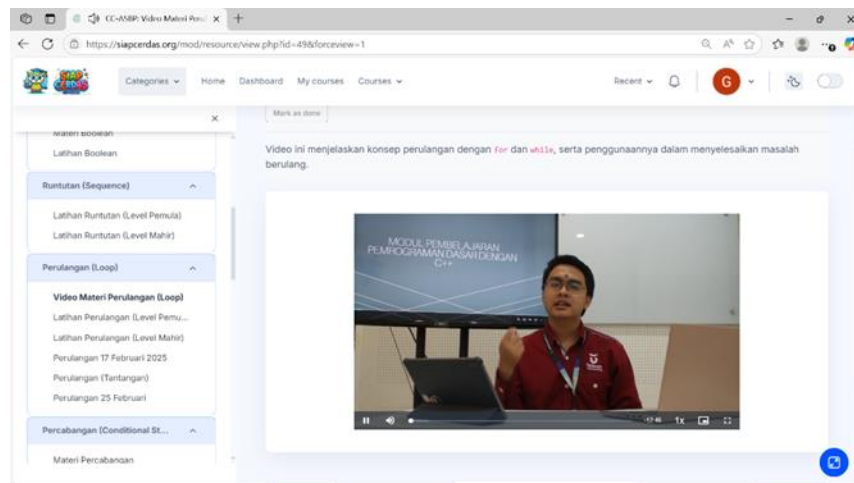 CC-ASBP: Video Materi Perul
https://siapcerdas.org/mod/resource/view.php?id=49&forceview=1
SIAP CERDAS
Categories
Home
Dashboard
My courses
Courses
Recent
G
Mark as done
Materi Boolean
Latihan Boolean
Runtutan (Sequence)
Latihan Runtutan (Level Pemula)
Latihan Runtutan (Level Mahir)
Perulangan (Loop)
Video Materi Perulangan (Loop)
Latihan Perulangan (Level Pemu...
Latihan Perulangan (Level Mahir)
Perulangan 17 Februari 2025
Perulangan (Tantangan)
Perulangan 25 Februari
Percabangan (Conditional St...
Materi Percabangan
Video ini menjelaskan konsep perulangan dengan for dan while, serta penggunaannya dalam menyelesaikan masalah
berulang.
MODUL PEMBELAJARAN
PEMROGRAMAN DASAR DENGAN
C++
1x